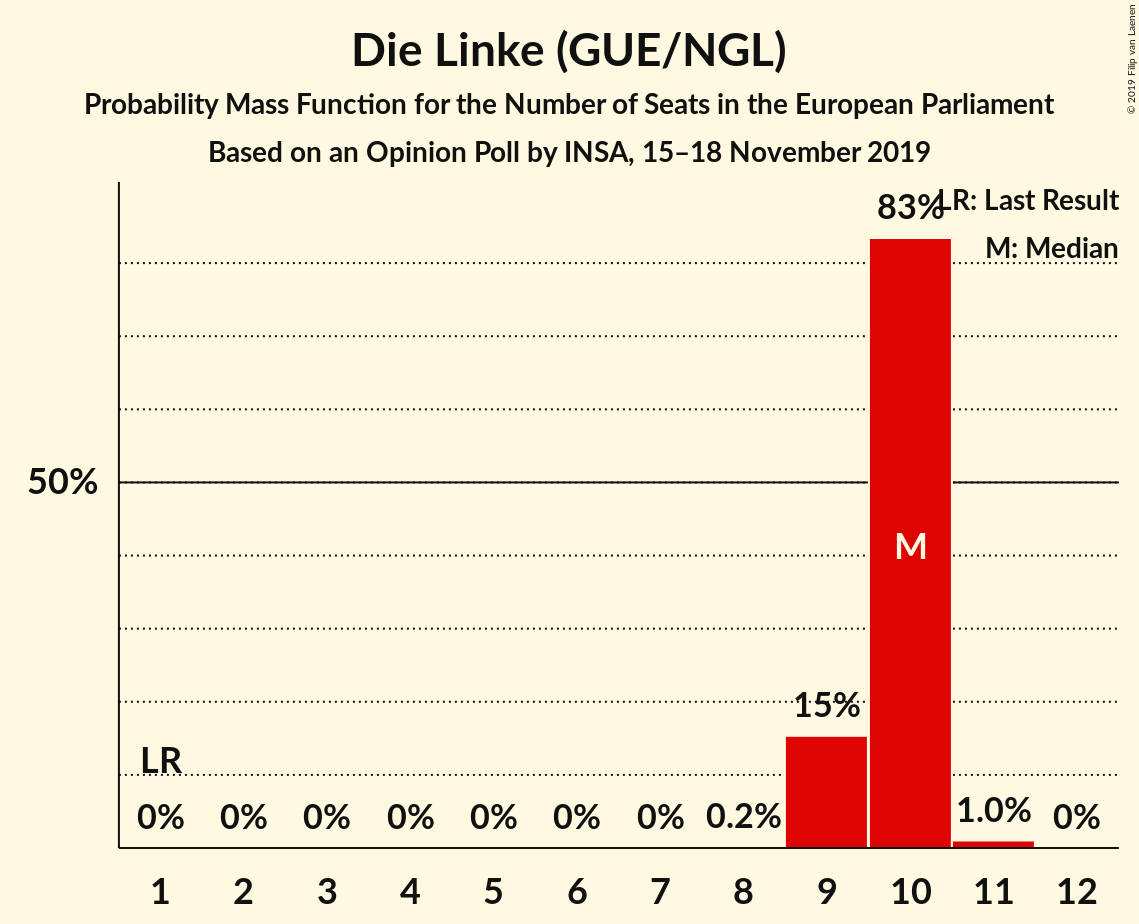 Die Linke (GUE/NGL)
Probability Mass Function for the Number of Seats in the European Parliament
Based on an Opinion Poll by INSA, 15–18 November 2019
© 2019 Filip van Laenen
LR: Last Result
M: Median
83%
50%
M
15%
LR
0% 0% 0% 0% 0% 0% 0% 0.2% 1.0% 0%
1 2 3 4 5 6 7 8 9 10 11 12